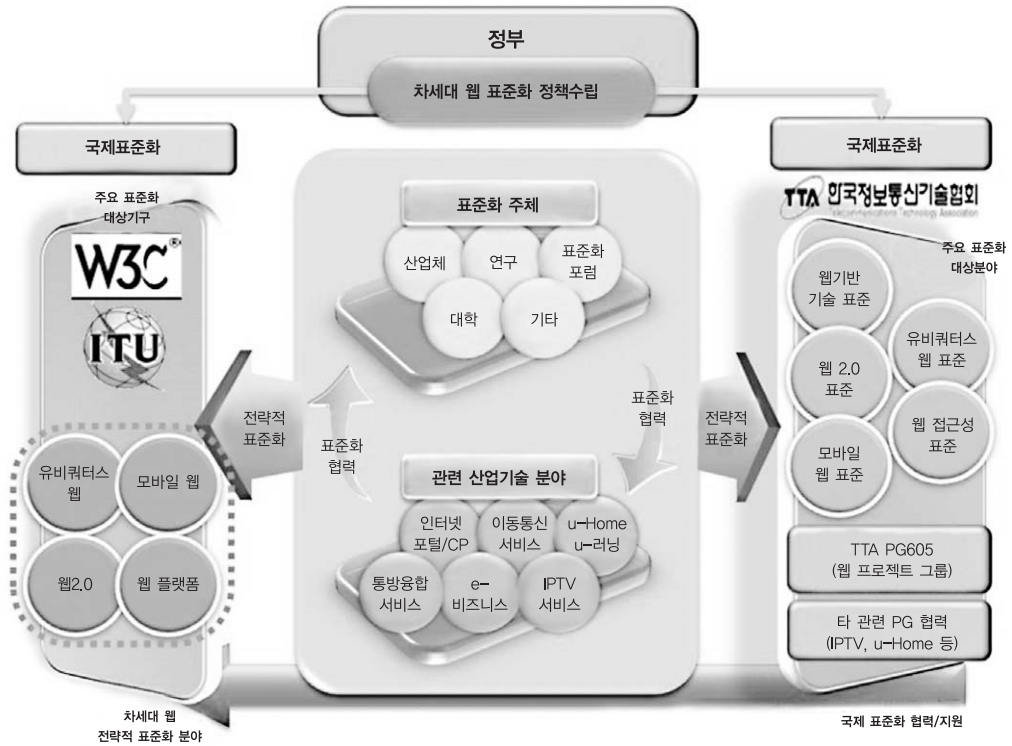 정부
차세대 웹 표준화 정책수립
국제표준화
주요 표준화
대상기구
W3C®
ITU
유비쿼터스
웹
모바일 웹
웹2.0
웹 플랫폼
차세대 웹
전략적 표준화 분야
전략적
표준화
표준화 주체
산업체
연구
표준화
포럼
대학
기타
표준화
협력
표준화
협력
관련 산업기술 분야
인터넷
포털/CP
이동통신
서비스
u-Home
u-러닝
통방융합
서비스
e-
비즈니스
IPTV
서비스
전략적
표준화
국제표준화
TTA 한국정보통신기술협회
Telecommunications Technology Association
주요 표준화
대상분야
웹기반
기술 표준
유비쿼터스
웹 표준
웹 2.0
표준
웹 접근성
표준
모바일
웹 표준
TTA PG605
(웹 프로젝트 그룹)
타 관련 PG 협력
(IPTV, u-Home 등)
국제 표준화 협력/지원